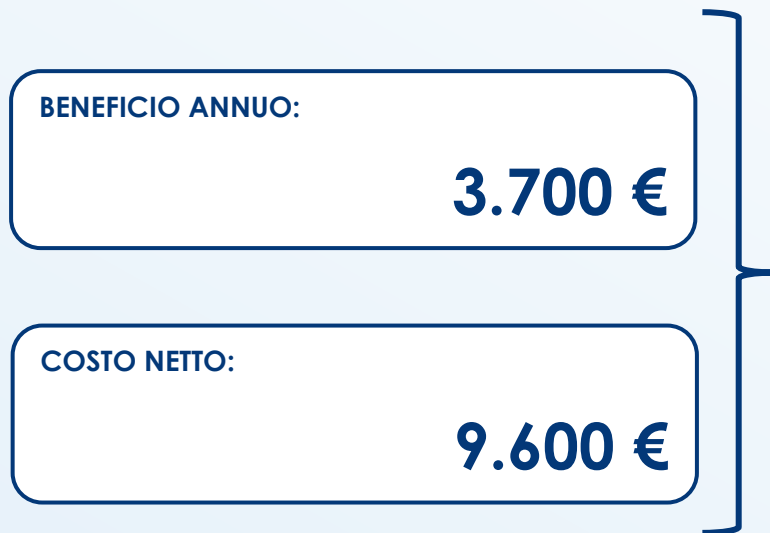 BENEFICIO ANNUO:
3.700 €
COSTO NETTO:
9.600 €